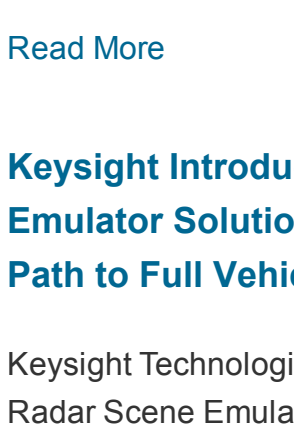 Read More
Keysight Introdu
Emulator Solutio
Path to Full Vehi
Keysight Technologi
Radar Scene Emula